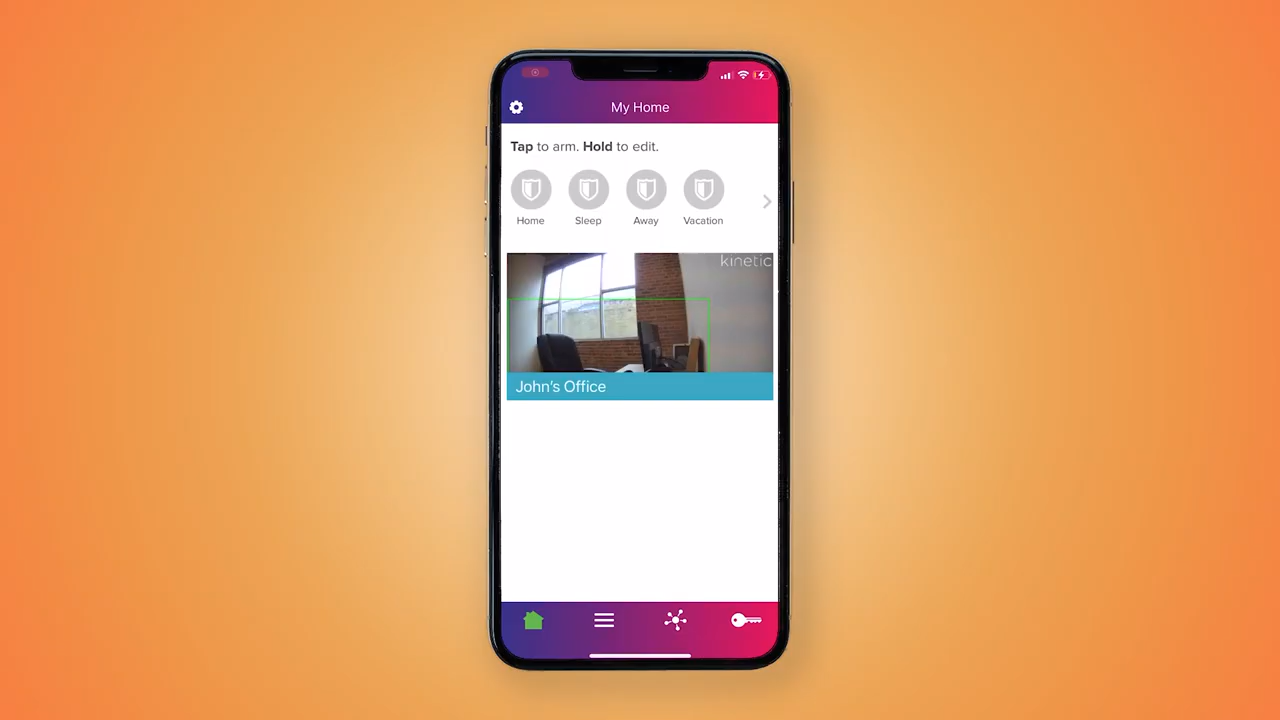 My Home
Tap to arm. Hold to edit.
Home Sleep Away Vacation
kinetic
John's Office